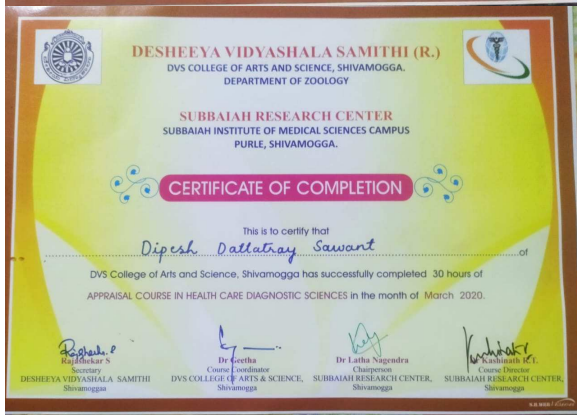 DESHEEYA VIDYASHALA SAMITHI (R.)
DVS COLLEGE OF ARTS AND SCIENCE, SHIVAMOGGA.
DEPARTMENT OF ZOOLOGY
SUBBAIAH RESEARCH CENTER
SUBBAIAH INSTITUTE OF MEDICAL SCIENCES CAMPUS
PURLE, SHIVAMOGGA.
CERTIFICATE OF COMPLETION
This is to certify that
Dipesh Dattatray Sawant of
DVS College of Arts and Science, Shivamogga has successfully completed 30 hours of
APPRAISAL COURSE IN HEALTH CARE DIAGNOSTIC SCIENCES in the month of March 2020.
Rajashekar S
Secretary
DESHEEYA VIDYASHALA SAMITHI
Shivamoggaa
Dr Geetha
Course Coordinator
DVS COLLEGE OF ARTS & SCIENCE,
Shivamogga
Dr Latha Nagendra
Chairperson
SUBBAIAH RESEARCH CENTER,
Shivamogga
Kashinath R.T.
Course Director
SUBBAIAH RESEARCH CENTER,
Shivamogga